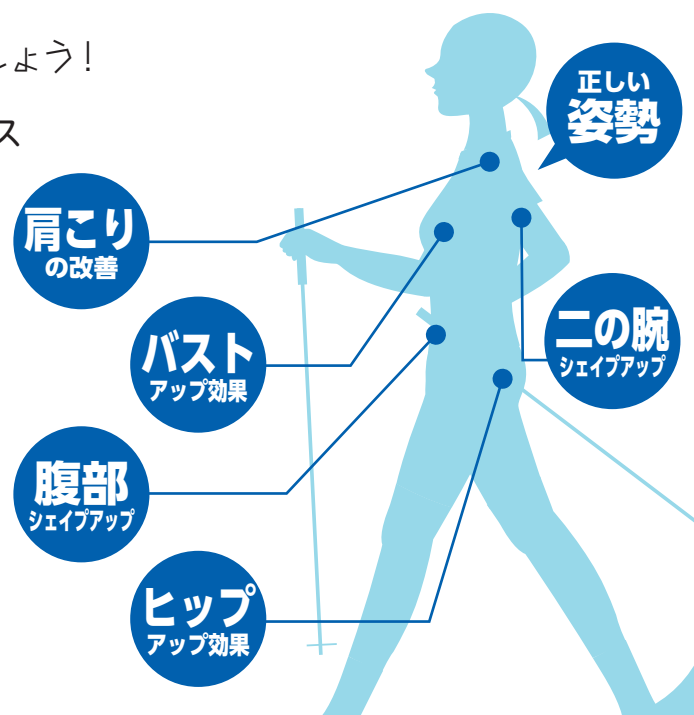 しょう！
ス
正しい
姿勢
肩こり
の改善
バスト
アップ効果
二の腕
シェイプアップ
腹部
シェイプアップ
ヒップ
アップ効果